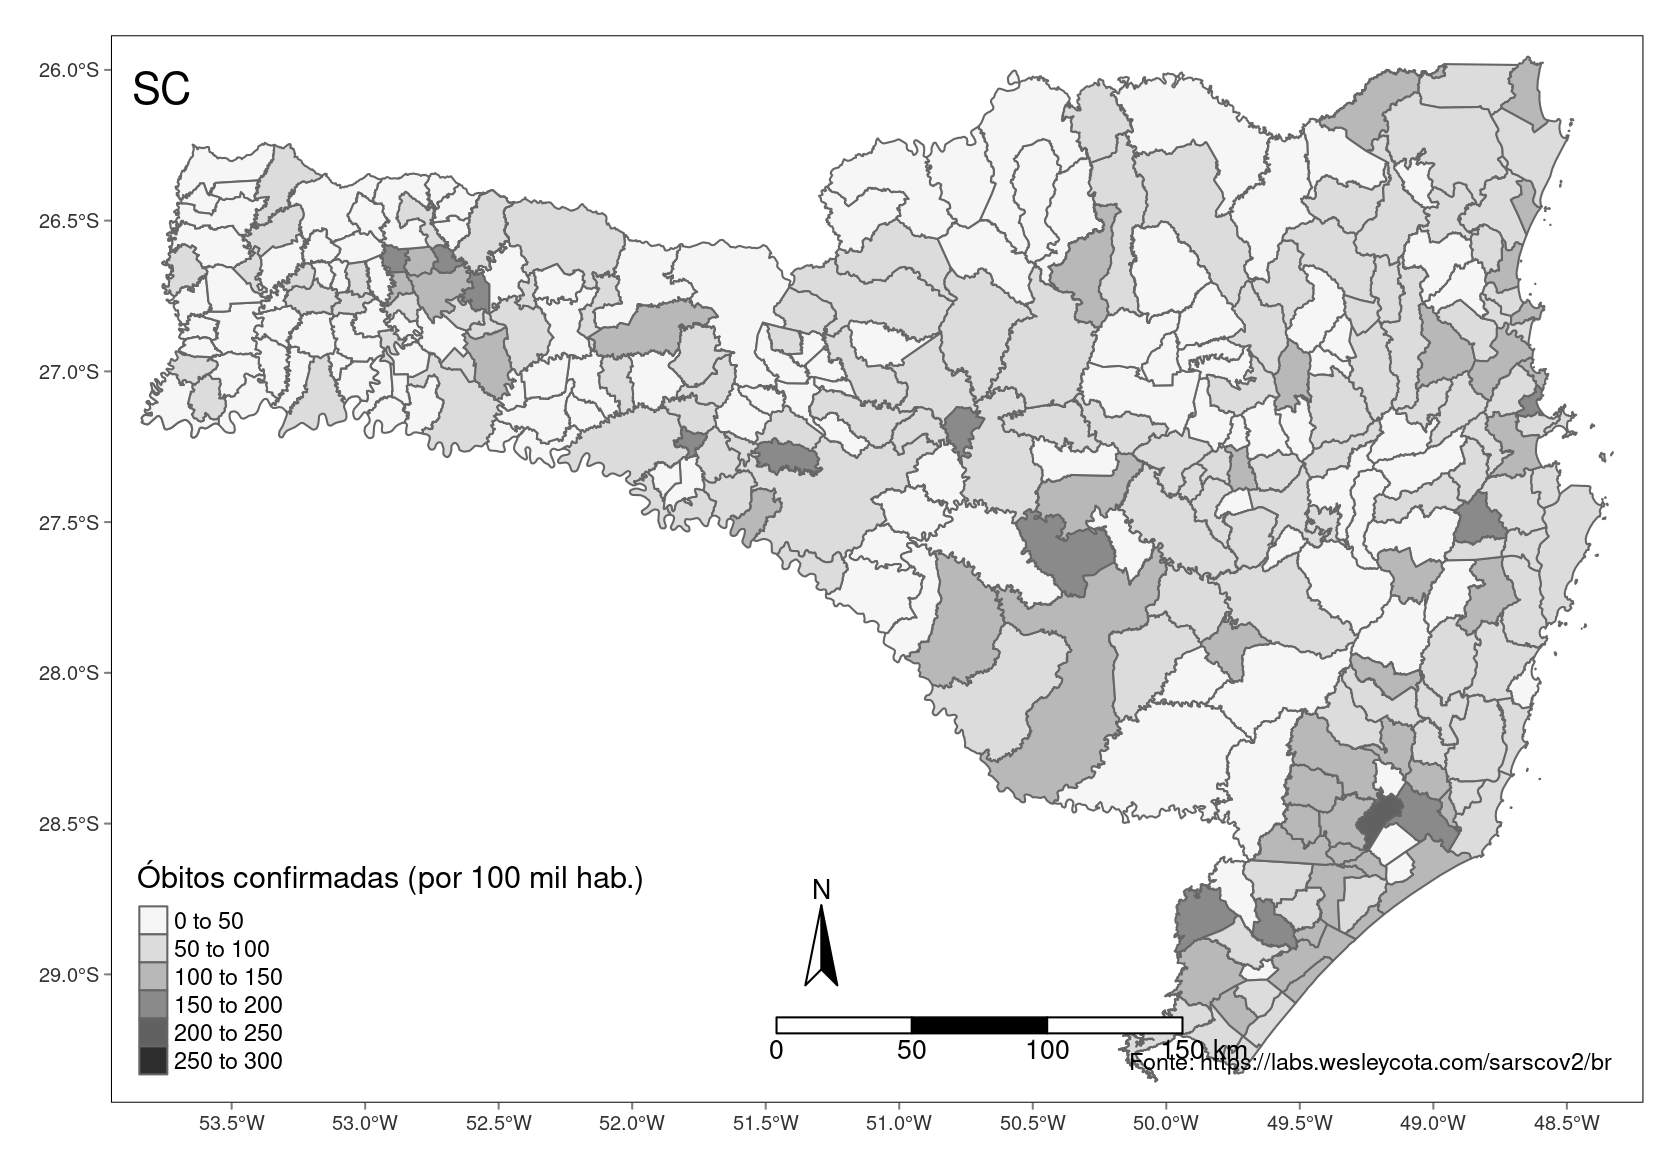 SC
26.0°S
26.5°S
27.0°S
27.5°S
28.0°S
28.5°S
29.0°S
Óbitos confirmadas (por 100 mil hab.)
0 to 50
50 to 100
100 to 150
150 to 200
200 to 250
250 to 300
N
0 50 100 150 km
Fonte: https://labs.wesleycota.com/sarscov2/br
53.5°W 53.0°W 52.5°W 52.0°W 51.5°W 51.0°W 50.5°W 50.0°W 49.5°W 49.0°W 48.5°W